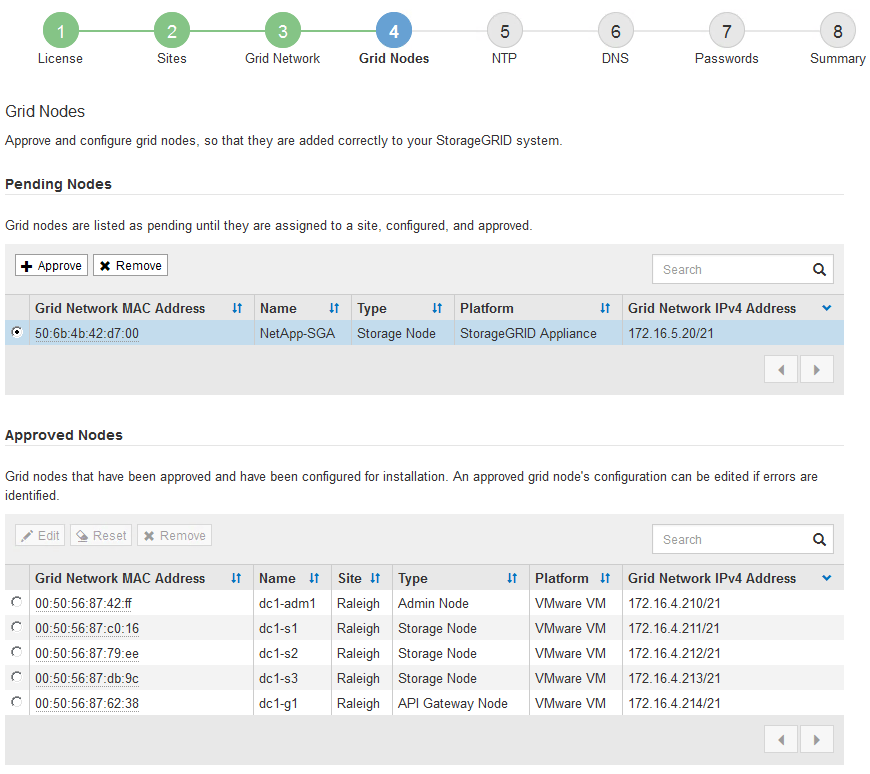 1 2 3 4 5 6 7 8
License Sites Grid Network Grid Nodes NTP DNS Passwords Summary
Grid Nodes
Approve and configure grid nodes, so that they are added correctly to your StorageGRID system.
Pending Nodes
Grid nodes are listed as pending until they are assigned to a site, configured, and approved.
Approve Remove Search
Grid Network MAC Address Name Type Platform Grid Network IPv4 Address
50:6b:4b:42:d7:00 NetApp-SGA Storage Node StorageGRID Appliance 172.16.5.20/21
Approved Nodes
Grid nodes that have been approved and have been configured for installation. An approved grid node's configuration can be edited if errors are
identified.
Edit Reset Remove Search
Grid Network MAC Address Name Site Type Platform Grid Network IPv4 Address
00:50:56:87:42:ff dc1-adm1 Raleigh Admin Node VMware VM 172.16.4.210/21
00:50:56:87:c0:16 dc1-s1 Raleigh Storage Node VMware VM 172.16.4.211/21
00:50:56:87:79:ee dc1-s2 Raleigh Storage Node VMware VM 172.16.4.212/21
00:50:56:87:db:9c dc1-s3 Raleigh Storage Node VMware VM 172.16.4.213/21
00:50:56:87:62:38 dc1-g1 Raleigh API Gateway Node VMware VM 172.16.4.214/21